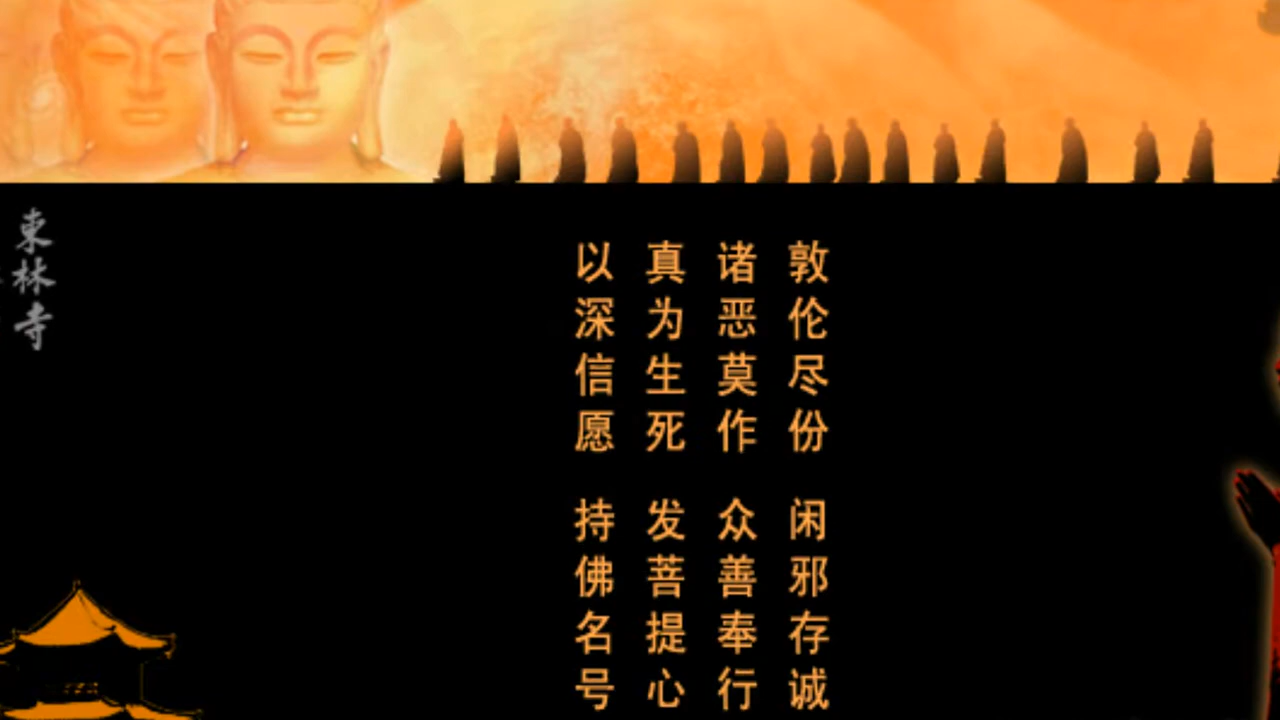 敦伦尽份 闲邪存诚
诸恶莫作 众善奉行
真为生死 发菩提心
以深信愿 持佛名号
東林寺